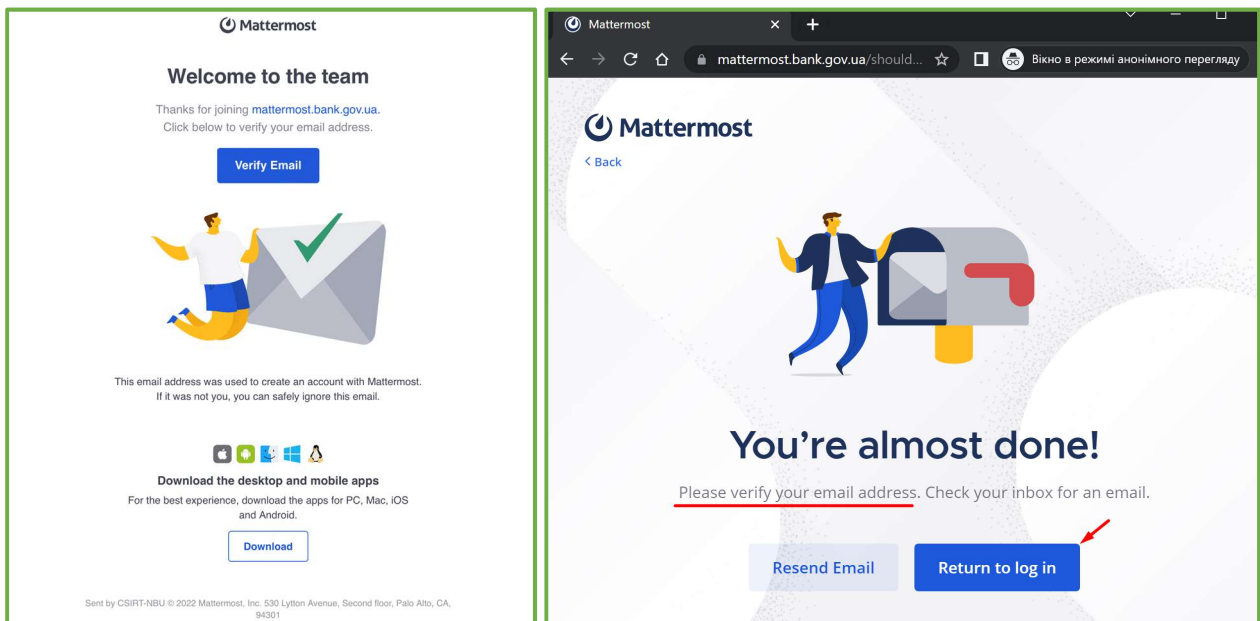 Mattermost
Welcome to the team
Thanks for joining mattermost.bank.gov.ua.
Click below to verify your email address.
Verify Email
This email address was used to create an account with Mattermost.
If it was not you, you can safely ignore this email.
Download the desktop and mobile apps
For the best experience, download the apps for PC, Mac, iOS
and Android.
Download
Sent by CSIRT-NBU © 2022 Mattermost, Inc. 530 Lytton Avenue, Second floor, Palo Alto, CA,
94301
Mattermost
mattermost.bank.gov.ua/should...
Вікно в режимі анонімного перегляду
Mattermost
< Back
You're almost done!
Please verify your email address. Check your inbox for an email.
Resend Email
Return to log in